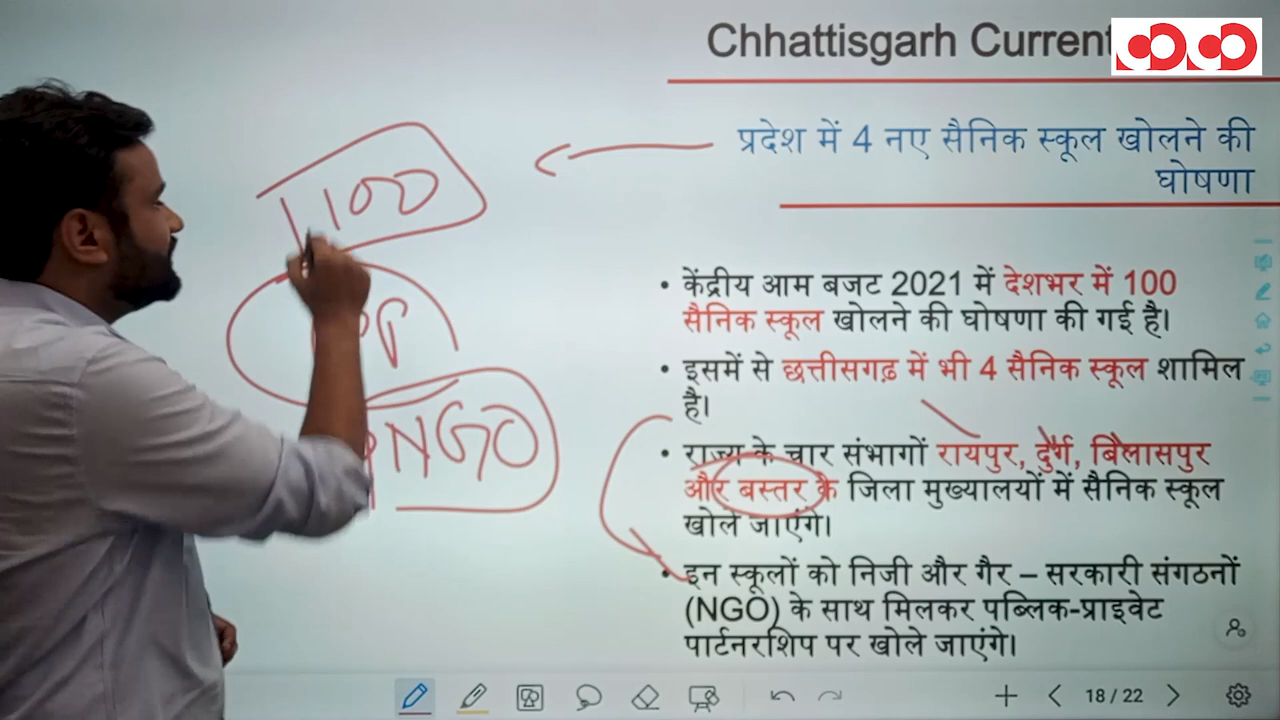 Chhattisgarh Current
प्रदेश में 4 नए सैनिक स्कूल खोलने की
घोषणा
100
NGO
• केंद्रीय आम बजट 2021 में देशभर में 100
सैनिक स्कूल खोलने की घोषणा की गई है।
• इसमें से छत्तीसगढ़ में भी 4 सैनिक स्कूल शामिल
है।
• राज्य के चार संभागों रायपुर, दुर्ग, बिलासपुर
और बस्तर के जिला मुख्यालयों में सैनिक स्कूल
खोले जाएंगे।
• इन स्कूलों को निजी और गैर – सरकारी संगठनों
(NGO) के साथ मिलकर पब्लिक-प्राइवेट
पार्टनरशिप पर खोले जाएंगे।
18 / 22